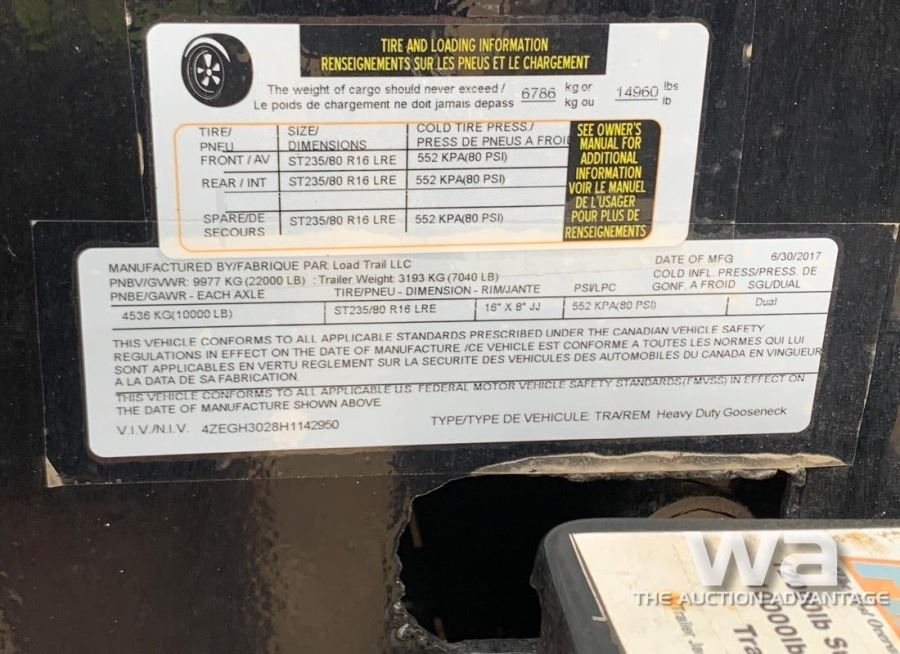 TIRE AND LOADING INFORMATION
RENSEIGNEMENTS SUR LES PNEUS ET LE CHARGEMENT
The weight of cargo should never exceed / 6786 kg or 14960 lbs
Le poids de chargement ne doit jamais depass kg ou lb
TIRE/ SIZE/ COLD TIRE PRESS./
PNEU DIMENSIONS PRESS DE PNEUS A FROI
FRONT / AV ST235/80 R16 LRE 552 KPA(80 PSI)
REAR / INT ST235/80 R16 LRE 552 KPA(80 PSI)
SPARE/DE ST235/80 R16 LRE 552 KPA(80 PSI)
SECOURS
SEE OWNER'S
MANUAL FOR
ADDITIONAL
INFORMATION
VOIR LE MANUEL
DE L'USAGER
POUR PLUS DE
RENSEIGNEMENTS
MANUFACTURED BY/FABRIQUE PAR: Load Trail LLC DATE OF MFG 6/30/2017
PNBV/GVWR: 9977 KG (22000 LB) : Trailer Weight: 3193 KG (7040 LB) COLD INFL. PRESS/PRESS. DE
PNBE/GAWR - EACH AXLE TIRE/PNEU - DIMENSION - RIM/JANTE PSI/LPC GONF. A FROID SGL/DUAL
4536 KG(10000 LB) ST235/80 R16 LRE 16" X 8" JJ 552 KPA(80 PSI) Dual
THIS VEHICLE CONFORMS TO ALL APPLICABLE STANDARDS PRESCRIBED UNDER THE CANADIAN VEHICLE SAFETY
REGULATIONS IN EFFECT ON THE DATE OF MANUFACTURE /CE VEHICLE EST CONFORME A TOUTES LES NORMES QUI LUI
SONT APPLICABLES EN VERTU REGLEMENT SUR LA SECURITE DES VEHICULES DES AUTOMOBILES DU CANADA EN VINGUEUR
A LA DATA DE SA FABRICATION.
THIS VEHICLE CONFORMS TO ALL APPLICABLE U.S. FEDERAL MOTOR VEHICLE SAFETY STANDARDS(FMVSS) IN EFFECT ON
THE DATE OF MANUFACTURE SHOWN ABOVE
V.I.V./N.I.V. 4ZEGH3028H1142950 TYPE/TYPE DE VEHICULE: TRA/REM Heavy Duty Gooseneck
wa
THE AUCTION ADVANTAGE